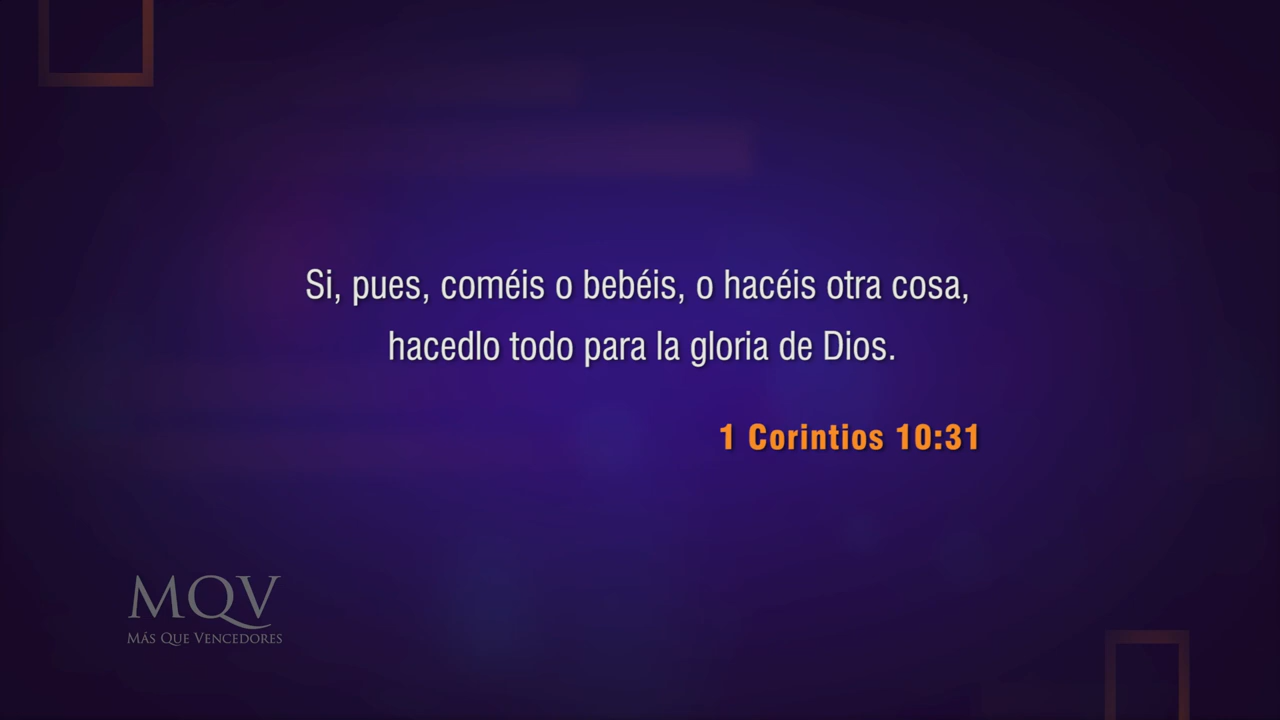 Si, pues, coméis o bebéis, o hacéis otra cosa,
hacedlo todo para la gloria de Dios.
1 Corintios 10:31
MQV
MÁS QUE VENCEDORES